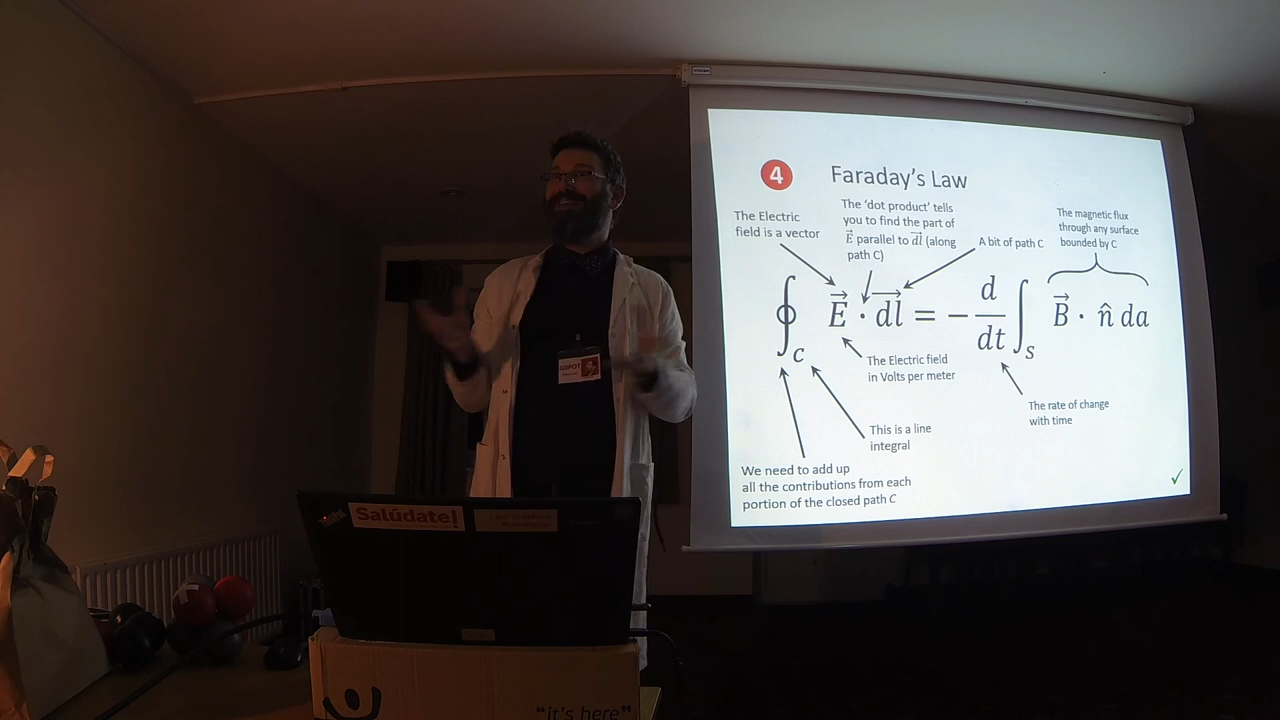 4 Faraday's Law
The Electric
field is a vector
The 'dot product' tells
you to find the part of
E⃗ parallel to d⃗l (along
path C)
A bit of path C
The magnetic flux
through any surface
bounded by C
∮_C E⃗ · d⃗l = − d/dt ∫_S B⃗ · n̂ da
The Electric field
in Volts per meter
The rate of change
with time
This is a line
integral
We need to add up
all the contributions from each
portion of the closed path C
✓
GOPOT
Salúdate!
"it's here"